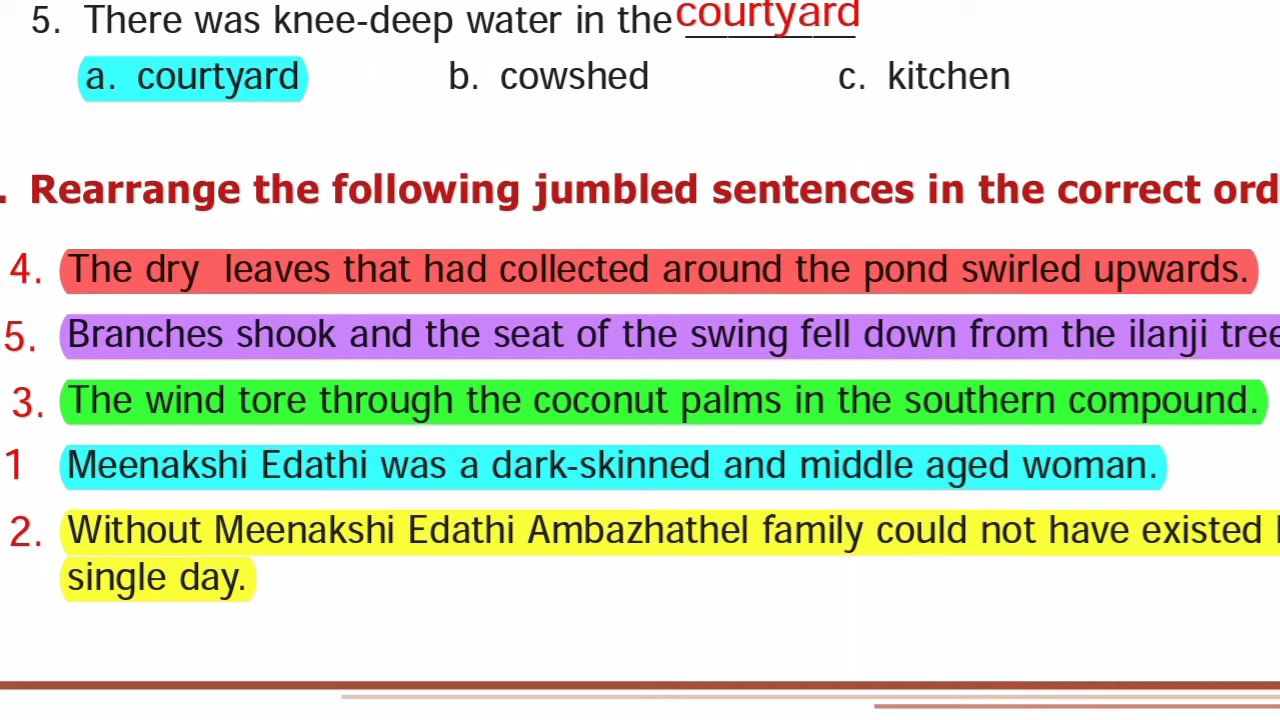 5. There was knee-deep water in the courtyard
a. courtyard b. cowshed c. kitchen
. Rearrange the following jumbled sentences in the correct ord
4. The dry leaves that had collected around the pond swirled upwards.
5. Branches shook and the seat of the swing fell down from the ilanji tree
3. The wind tore through the coconut palms in the southern compound.
1 Meenakshi Edathi was a dark-skinned and middle aged woman.
2. Without Meenakshi Edathi Ambazhathel family could not have existed
single day.